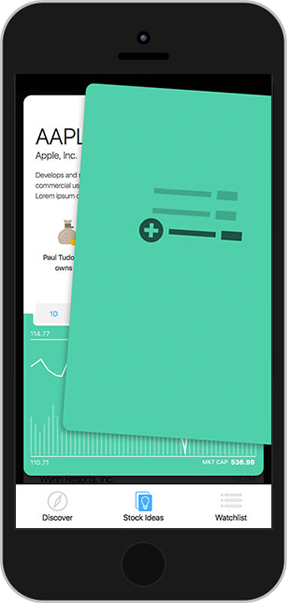 AAPL
Apple, Inc.
Develops and
commercial us
Lorem ipsum
Paul Tudo
owns
1D
114.77
110.71 MKT CAP 536.9B
Discover Stock Ideas Watchlist